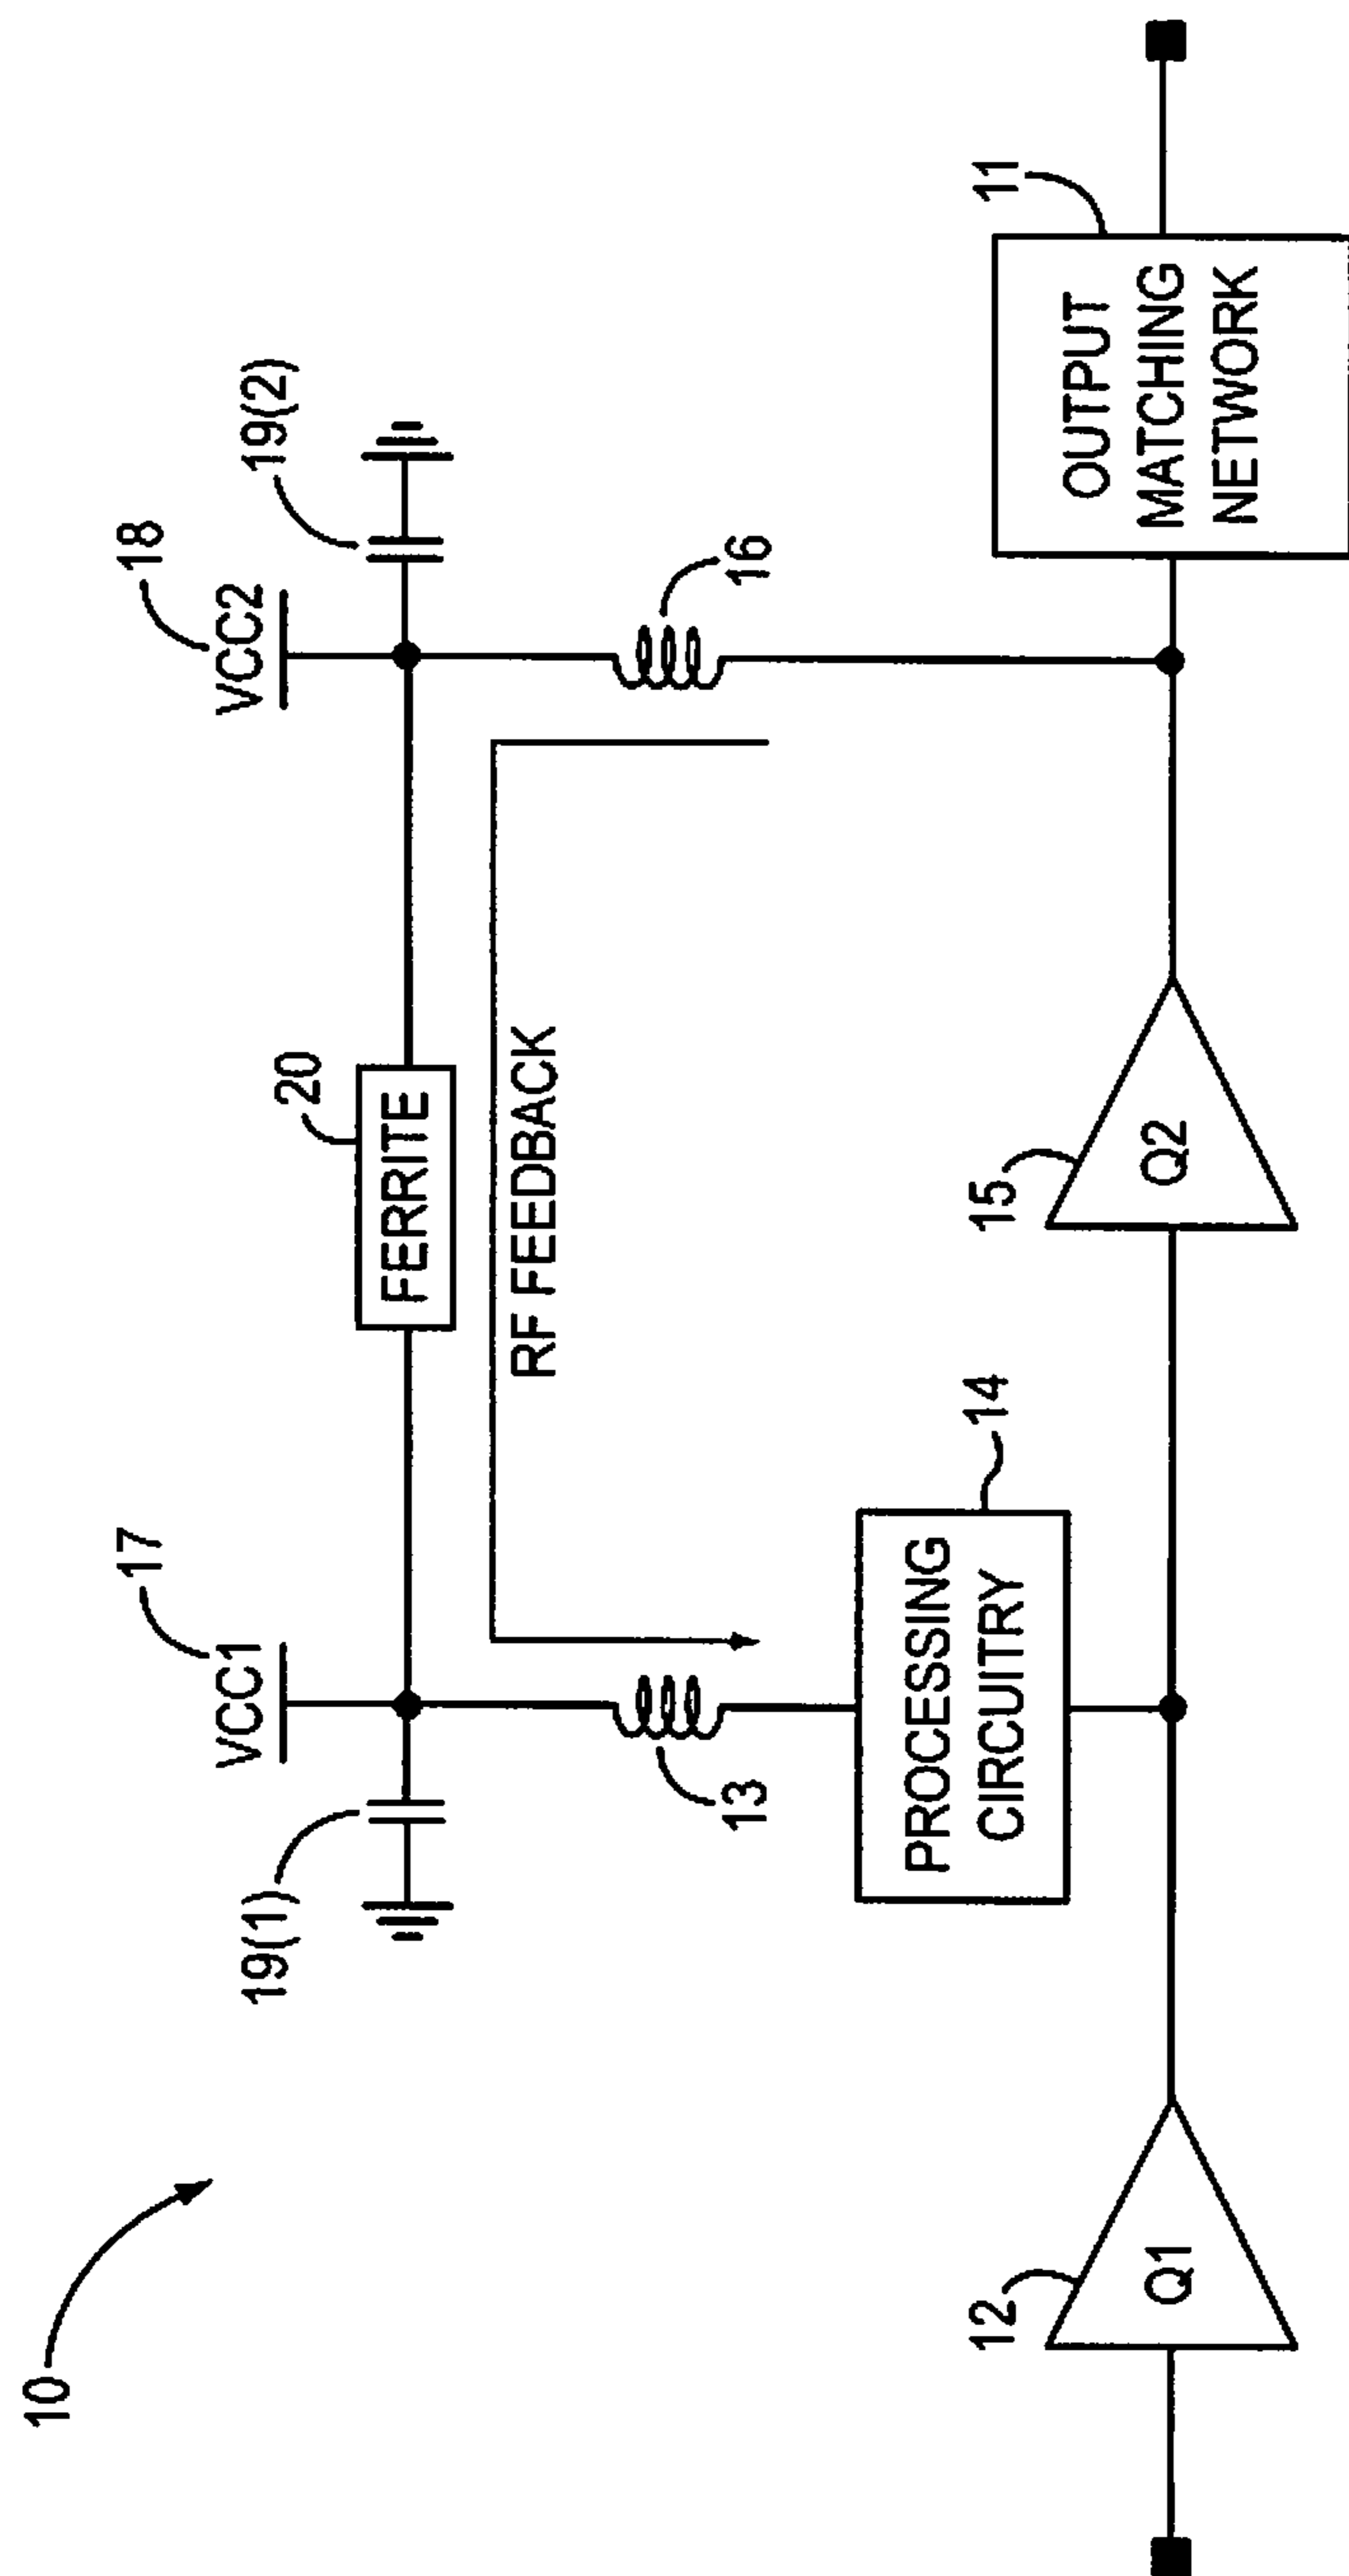 10
17
VCC1
18
VCC2
19(1)
20
19(2)
FERRITE
RF FEEDBACK
13
16
PROCESSING
CIRCUITRY
14
12
Q1
15
Q2
11
OUTPUT
MATCHING
NETWORK